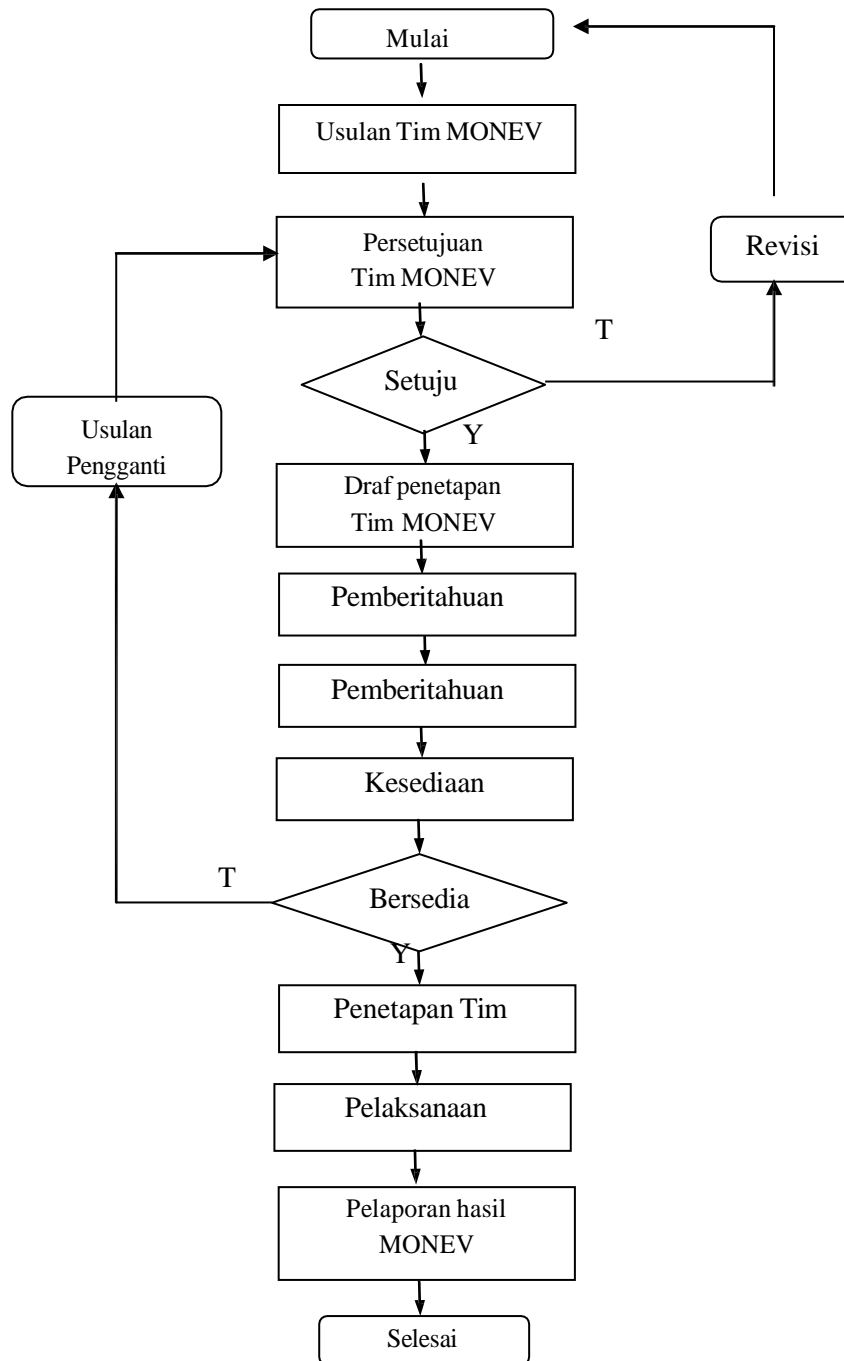 Mulai
Usulan Tim MONEV
Persetujuan
Tim MONEV
Revisi
T
Setuju
Y
Usulan
Pengganti
Draf penetapan
Tim MONEV
Pemberitahuan
Pemberitahuan
Kesediaan
T
Bersedia
Y
Penetapan Tim
Pelaksanaan
Pelaporan hasil
MONEV
Selesai